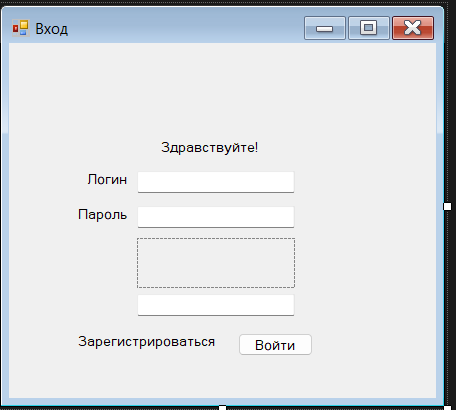 Вход
Здравствуйте!
Логин
Пароль
Зарегистрироваться Войти